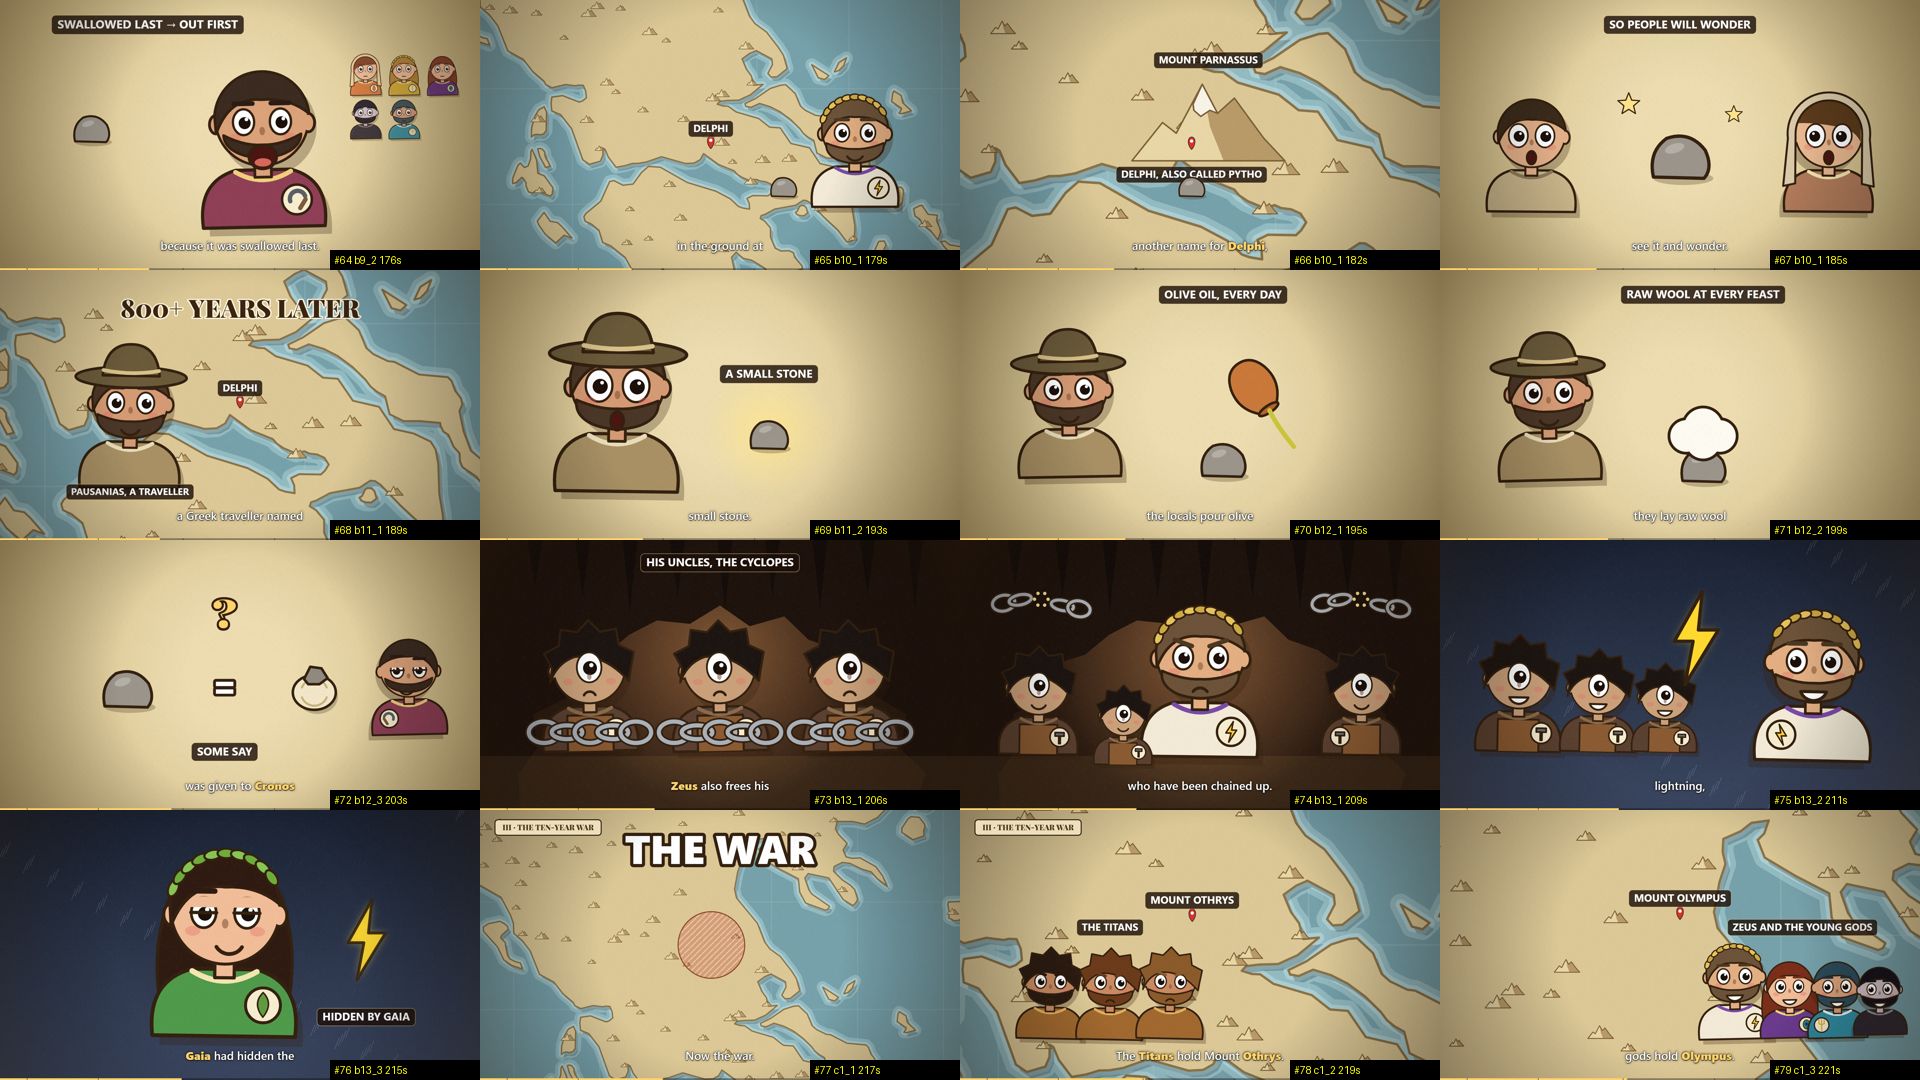 SWALLOWED LAST → OUT FIRST
because it was swallowed last.
#64 b9_2 176s
DELPHI
in the ground at
#65 b10_1 179s
MOUNT PARNASSUS
DELPHI, ALSO CALLED PYTHO
another name for Delphi,
#66 b10_1 182s
SO PEOPLE WILL WONDER
see it and wonder.
#67 b10_1 185s
800+ YEARS LATER
DELPHI
PAUSANIAS, A TRAVELLER
a Greek traveller named
#68 b11_1 189s
A SMALL STONE
small stone.
#69 b11_2 193s
OLIVE OIL, EVERY DAY
the locals pour olive
#70 b12_1 195s
RAW WOOL AT EVERY FEAST
they lay raw wool
#71 b12_2 199s
?
=
SOME SAY
was given to Cronos
#72 b12_3 203s
HIS UNCLES, THE CYCLOPES
Zeus also frees his
#73 b13_1 206s
who have been chained up.
#74 b13_1 209s
lightning,
#75 b13_2 211s
HIDDEN BY GAIA
Gaia had hidden the
#76 b13_3 215s
III · THE TEN-YEAR WAR
THE WAR
Now the war.
#77 c1_1 217s
III · THE TEN-YEAR WAR
MOUNT OTHRYS
THE TITANS
The Titans hold Mount Othrys,
#78 c1_2 219s
MOUNT OLYMPUS
ZEUS AND THE YOUNG GODS
gods hold Olympus.
#79 c1_3 221s